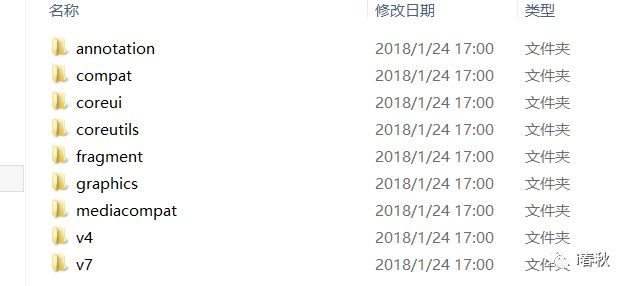 名称 修改日期 类型
annotation 2018/1/24 17:00 文件夹
compat 2018/1/24 17:00 文件夹
coreui 2018/1/24 17:00 文件夹
coreutils 2018/1/24 17:00 文件夹
fragment 2018/1/24 17:00 文件夹
graphics 2018/1/24 17:00 文件夹
mediacompat 2018/1/24 17:00 文件夹
v4 2018/1/24 17:00 文件夹
v7 2018/1/24 17:00 文件夹
i春秋